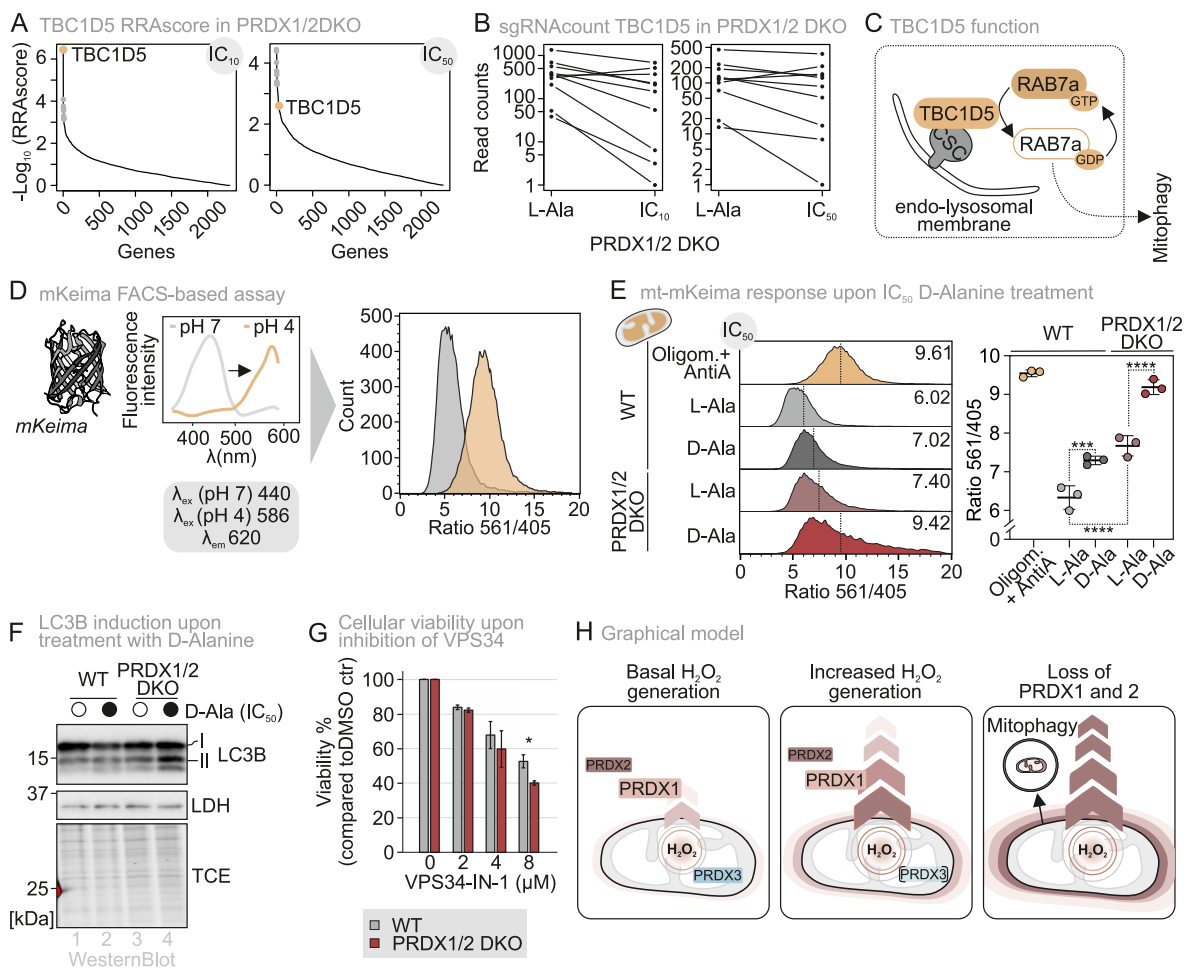 A TBC1D5 RRAscore in PRDX1/2DKO
-Log10 (RRAscore)
6
4
2
0
TBC1D5
IC10
0
500
1000
1500
2000
Genes
4
2
0
TBC1D5
IC50
0
500
1000
1500
2000
Genes
B sgRNAcount TBC1D5 in PRDX1/2 DKO
Read counts
1000
500
100
50
10
5
1
L-Ala
IC10
500
200
100
50
20
10
5
2
1
L-Ala
IC50
PRDX1/2 DKO
C TBC1D5 function
RAB7a
GTP
TBC1D5
CSC
RAB7a
GDP
endo-lysosomal
membrane
Mitophagy
D mKeima FACS-based assay
mKeima
Fluorescence
intensity
pH 7
pH 4
400 500 600
λ(nm)
λex (pH 7) 440
λex (pH 4) 586
λem 620
Count
500
400
300
200
100
0
0 5 10 15 20
Ratio 561/405
E mt-mKeima response upon IC50 D-Alanine treatment
IC50
WT
PRDX1/2
DKO
Oligom.+
AntiA
9.61
L-Ala
6.02
D-Ala
7.02
L-Ala
7.40
D-Ala
9.42
0 5 10 15 20
Ratio 561/405
WT
PRDX1/2
DKO
Ratio 561/405
10
9
8
7
6
0
***
****
****
Oligom.
+ AntiA
L-Ala
D-Ala
L-Ala
D-Ala
F LC3B induction upon
treatment with D-Alanine
WT
PRDX1/2
DKO
D-Ala (IC50)
15
I
II
LC3B
37
LDH
TCE
25
[kDa]
1 2 3 4
WesternBlot
G Cellular viability upon
inhibition of VPS34
Viability %
(compared toDMSO ctr)
100
80
60
40
20
0
*
0 2 4 8
VPS34-IN-1 (µM)
WT
PRDX1/2 DKO
H Graphical model
Basal H2O2
generation
PRDX2
PRDX1
H2O2
PRDX3
Increased H2O2
generation
PRDX2
PRDX1
H2O2
PRDX3
Loss of
PRDX1 and 2
Mitophagy
H2O2